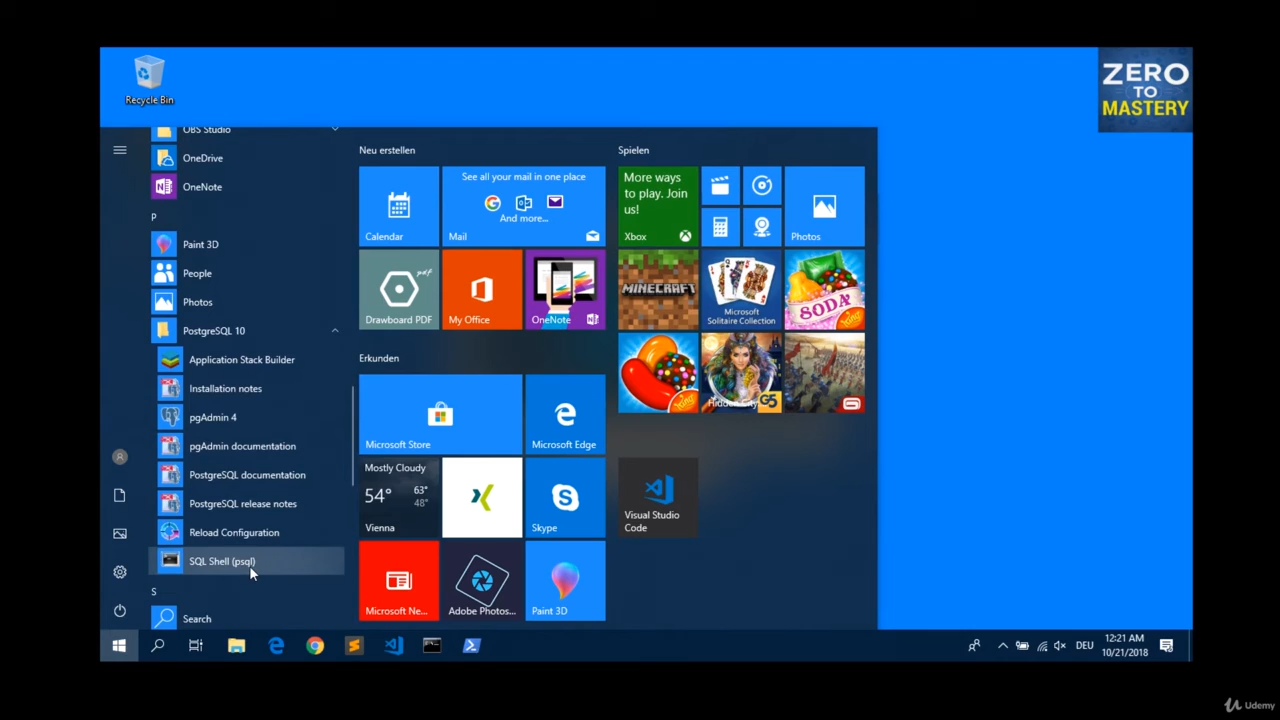 Recycle Bin
ZERO
TO
MASTERY
OBS Studio
OneDrive
OneNote
P
Paint 3D
People
Photos
PostgreSQL 10
Application Stack Builder
Installation notes
pgAdmin 4
pgAdmin documentation
PostgreSQL documentation
PostgreSQL release notes
Reload Configuration
SQL Shell (psql)
S
Search
Neu erstellen
Calendar
See all your mail in one place
And more...
Mail
Drawboard PDF
My Office
OneNote
Erkunden
Microsoft Store
Microsoft Edge
Mostly Cloudy
54° 63°
48°
Vienna
Skype
Microsoft Ne...
Adobe Photos...
Paint 3D
Spielen
More ways
to play. Join
us!
Xbox
Photos
MINECRAFT
Microsoft
Solitaire Collection
SODA
King
King
Hidden City
G5
Visual Studio
Code
DEU
12:21 AM
10/21/2018
Udemy